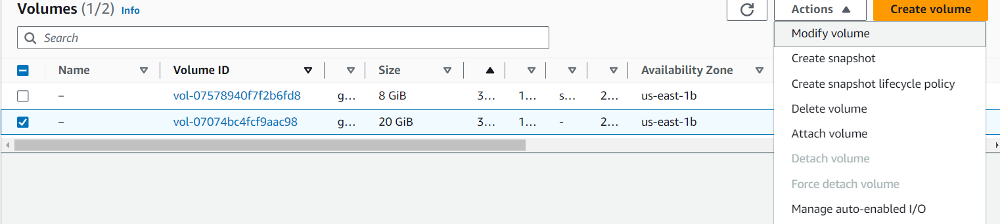 Volumes (1/2) Info
Actions
Create volume
Search
Name Volume ID Size Availability Zone
– vol-07578940f7f2b6fd8 g... 8 GiB 3... 1... s... 2... us-east-1b
– vol-07074bc4fcf9aac98 g... 20 GiB 3... 1... - 2... us-east-1b
Modify volume
Create snapshot
Create snapshot lifecycle policy
Delete volume
Attach volume
Detach volume
Force detach volume
Manage auto-enabled I/O